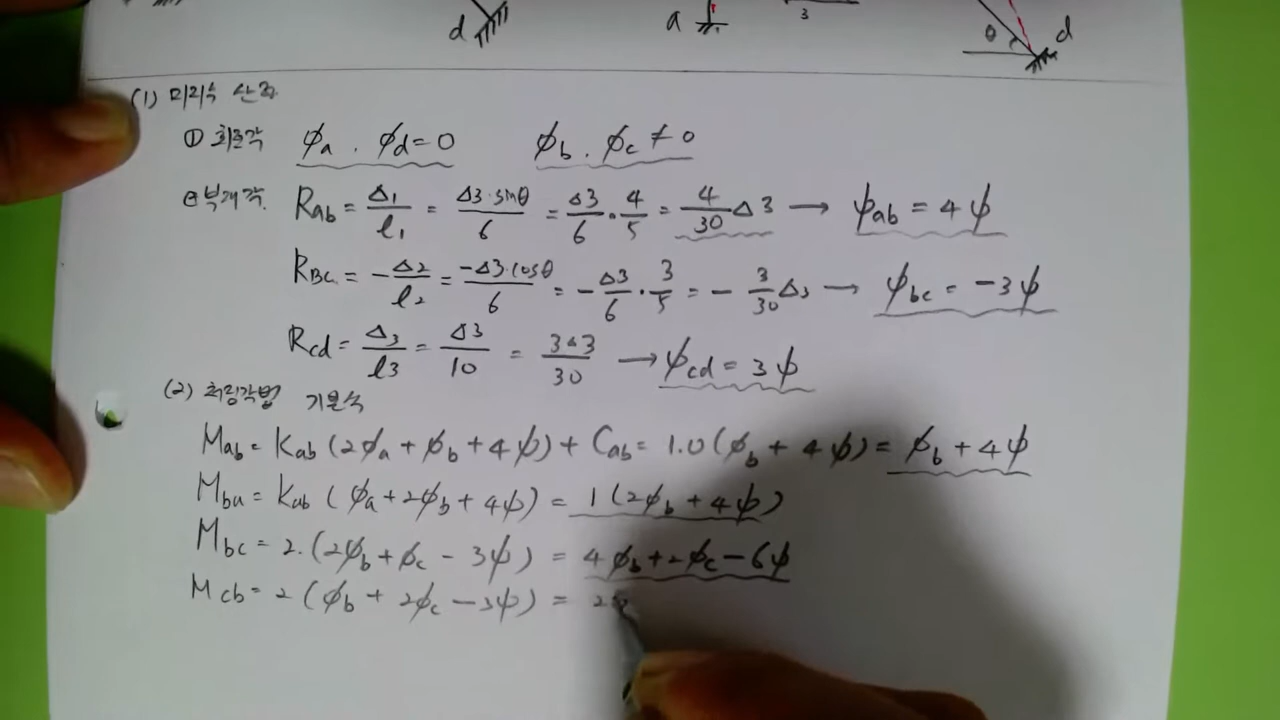 d a 3 θ d
(1) 미지수 산정
① 회전각 φa . φd = 0 φb . φc ≠ 0
② 부재각. Rab = Δ1/l1 = Δ3·sinθ/6 = Δ3/6 · 4/5 = 4/30 Δ3 → ψab = 4ψ
RBC = -Δ2/l2 = -Δ3·cosθ/6 = -Δ3/6 · 3/5 = -3/30 Δ3 → ψbc = -3ψ
Rcd = Δ3/l3 = Δ3/10 = 3Δ3/30 → ψcd = 3ψ
(2) 처짐각법 기본식
Mab = Kab (2φa + φb + 4ψ) + Cab = 1.0 (φb + 4ψ) = φb + 4ψ
Mba = Kab (φa + 2φb + 4ψ) = 1 (2φb + 4ψ)
Mbc = 2.(2φb + φc - 3ψ) = 4φb + 2φc - 6ψ
Mcb = 2 (φb + 2φc - 3ψ) = 2φ